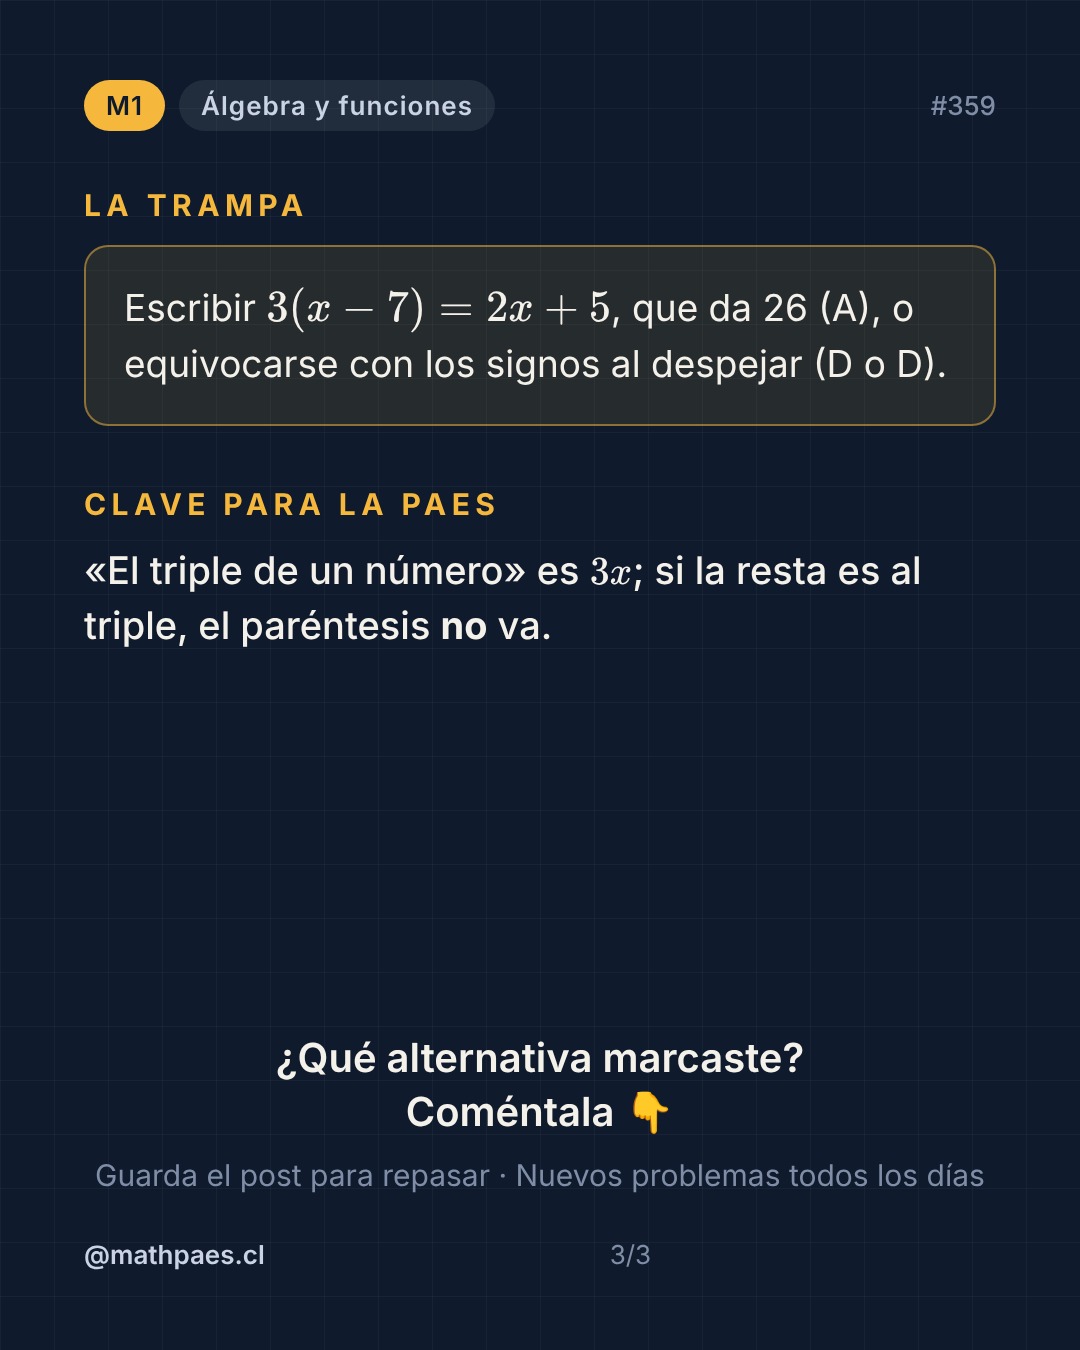 M1 Álgebra y funciones #359
LA TRAMPA
Escribir 3(x − 7) = 2x + 5, que da 26 (A), o
equivocarse con los signos al despejar (D o D).
CLAVE PARA LA PAES
«El triple de un número» es 3x; si la resta es al
triple, el paréntesis no va.
¿Qué alternativa marcaste?
Coméntala 👇
Guarda el post para repasar · Nuevos problemas todos los días
@mathpaes.cl 3/3